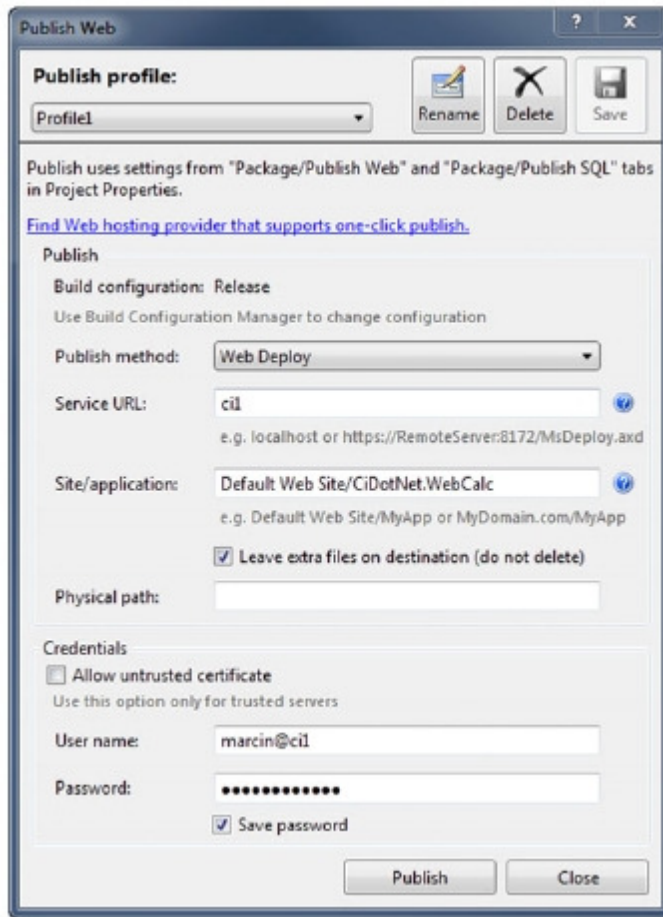 Publish Web
Publish profile:
Profile1
Rename
Delete
Save
Publish uses settings from "Package/Publish Web" and "Package/Publish SQL" tabs
in Project Properties.
Find Web hosting provider that supports one-click publish.
Publish
Build configuration: Release
Use Build Configuration Manager to change configuration
Publish method: Web Deploy
Service URL: ci1
e.g. localhost or https://RemoteServer:8172/MsDeploy.axd
Site/application: Default Web Site/CiDotNet.WebCalc
e.g. Default Web Site/MyApp or MyDomain.com/MyApp
Leave extra files on destination (do not delete)
Physical path:
Credentials
Allow untrusted certificate
Use this option only for trusted servers
User name: marcin@ci1
Password: ●●●●●●●●●●●●
Save password
Publish
Close